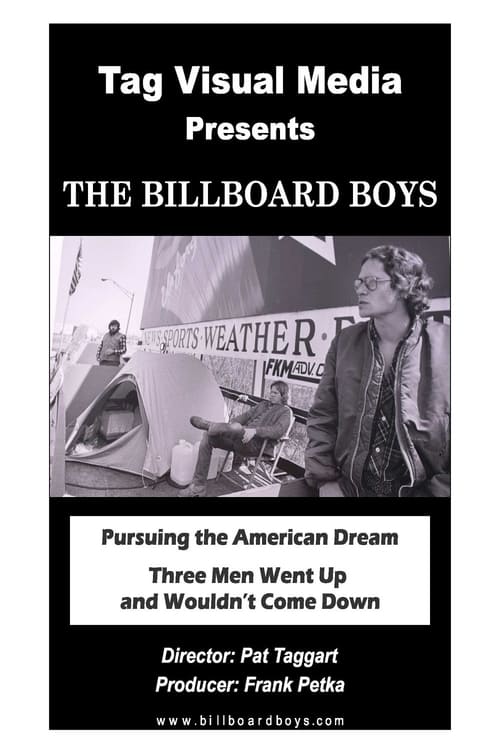 Tag Visual Media
Presents
THE BILLBOARD BOYS
NEWS·SPORTS·WEATHER·
FKM ADV. C
Pursuing the American Dream
Three Men Went Up
and Wouldn't Come Down
Director: Pat Taggart
Producer: Frank Petka
www.billboardboys.com